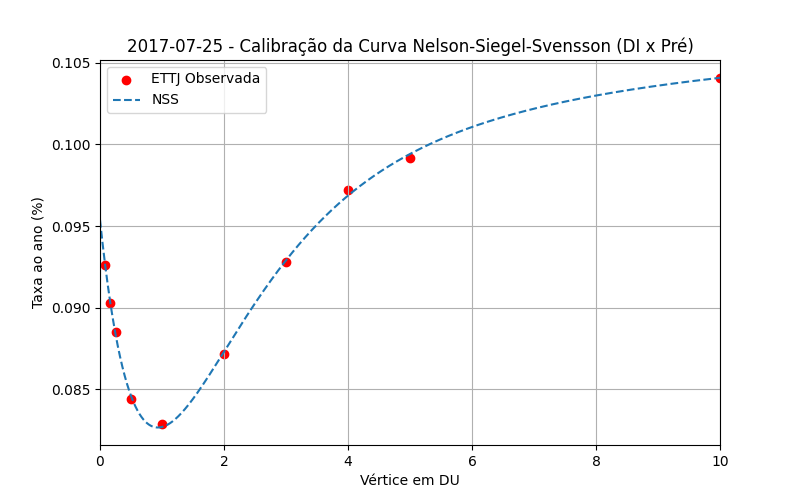 2017-07-25 - Calibração da Curva Nelson-Siegel-Svensson (DI x Pré)
ETTJ Observada
NSS
Taxa ao ano (%)
0.105
0.100
0.095
0.090
0.085
0 2 4 6 8 10
Vértice em DU